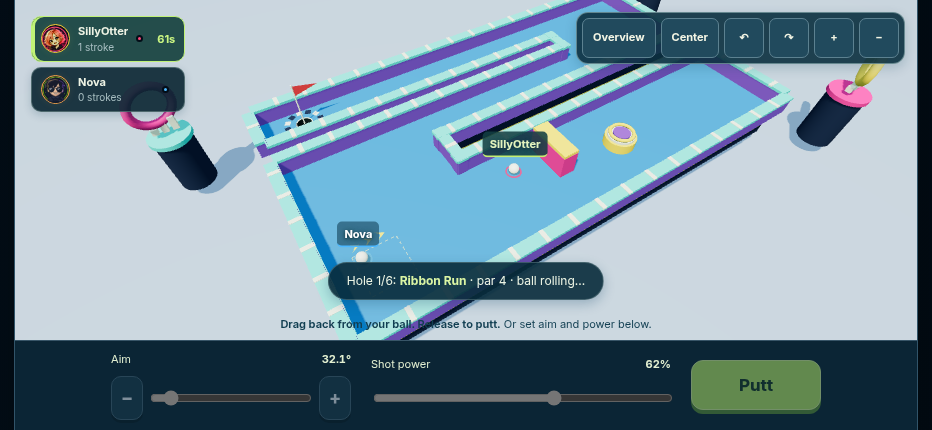 SillyOtter
1 stroke
61s
Nova
0 strokes
Overview
Center
↶
↷
+
−
SillyOtter
Nova
Hole 1/6: Ribbon Run · par 4 · ball rolling...
Drag back from your ball. Release to putt. Or set aim and power below.
Aim
32.1°
Shot power
62%
−
+
Putt